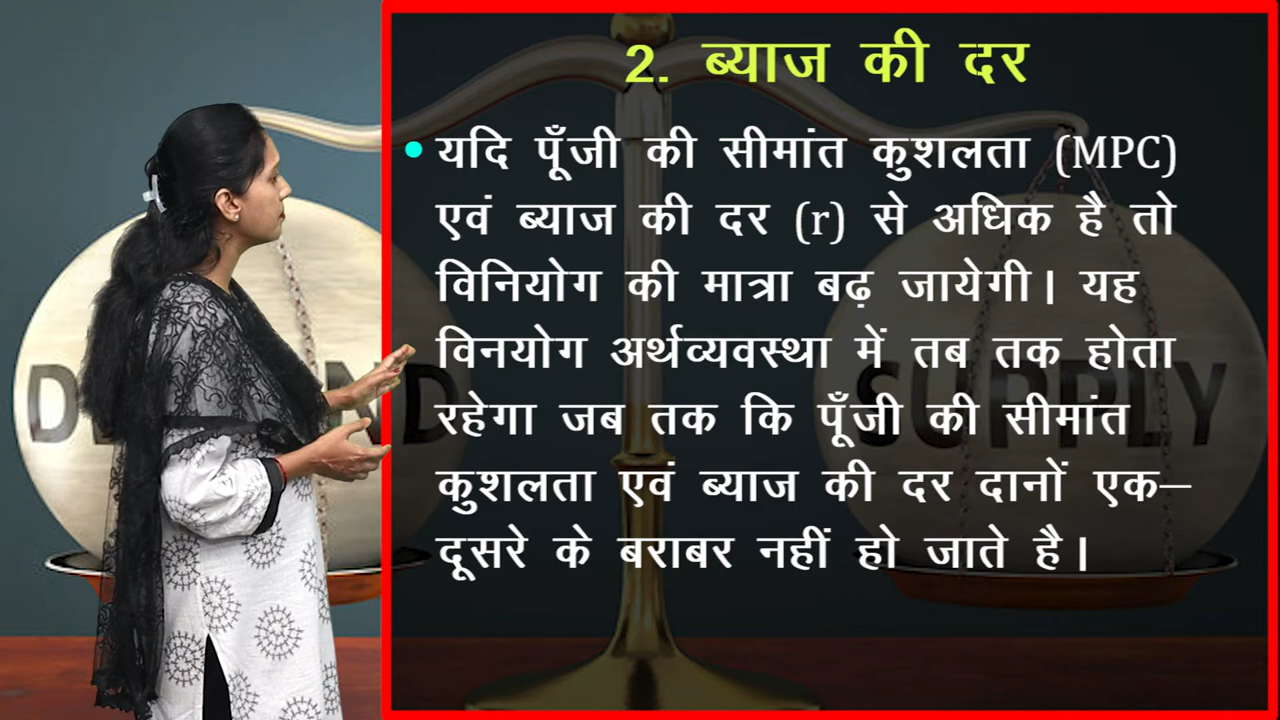 2. ब्याज की दर
• यदि पूँजी की सीमांत कुशलता (MPC)
एवं ब्याज की दर (r) से अधिक है तो
विनियोग की मात्रा बढ़ जायेगी। यह
विनयोग अर्थव्यवस्था में तब तक होता
रहेगा जब तक कि पूँजी की सीमांत
कुशलता एवं ब्याज की दर दानों एक–
दूसरे के बराबर नहीं हो जाते है।
SUPPLY